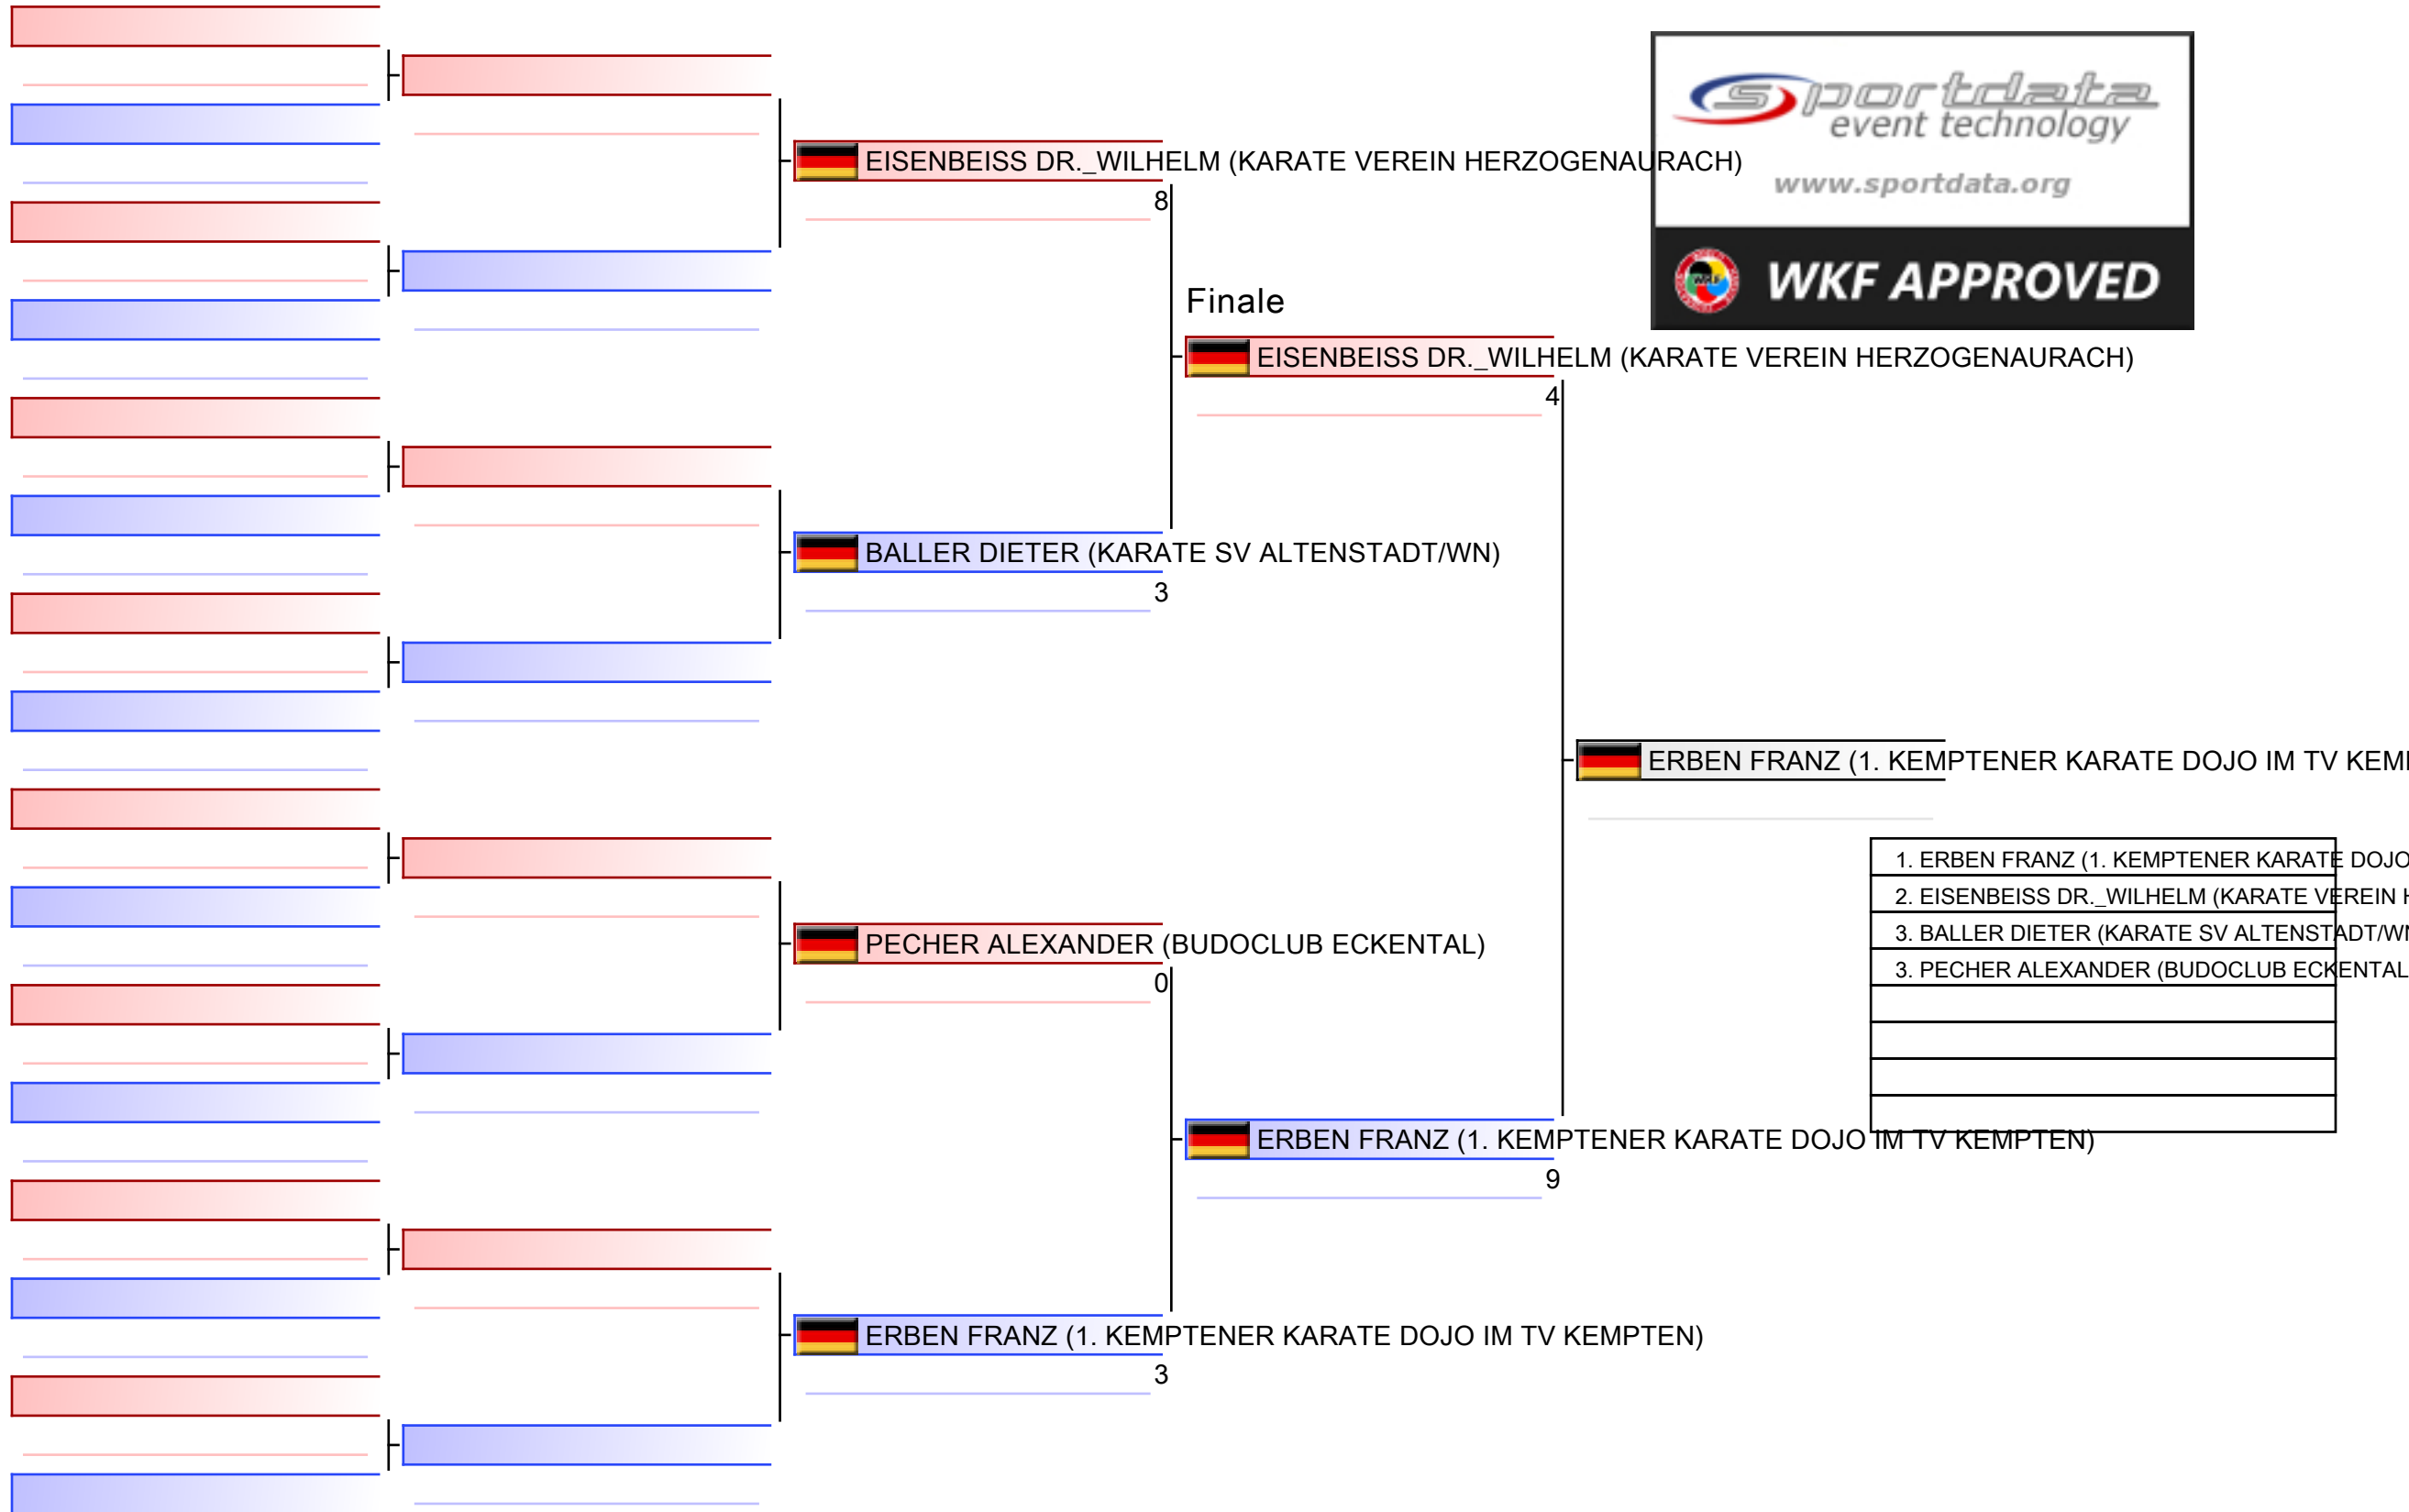 sportdata
event technology
www.sportdata.org
WKF APPROVED
EISENBEISS DR._WILHELM (KARATE VEREIN HERZOGENAURACH)
8
Finale
EISENBEISS DR._WILHELM (KARATE VEREIN HERZOGENAURACH)
4
BALLER DIETER (KARATE SV ALTENSTADT/WN)
3
ERBEN FRANZ (1. KEMPTENER KARATE DOJO IM TV KEM
1. ERBEN FRANZ (1. KEMPTENER KARATE DOJO
2. EISENBEISS DR._WILHELM (KARATE VEREIN H
3. BALLER DIETER (KARATE SV ALTENSTADT/WN
3. PECHER ALEXANDER (BUDOCLUB ECKENTAL
PECHER ALEXANDER (BUDOCLUB ECKENTAL)
0
ERBEN FRANZ (1. KEMPTENER KARATE DOJO IM TV KEMPTEN)
9
ERBEN FRANZ (1. KEMPTENER KARATE DOJO IM TV KEMPTEN)
3